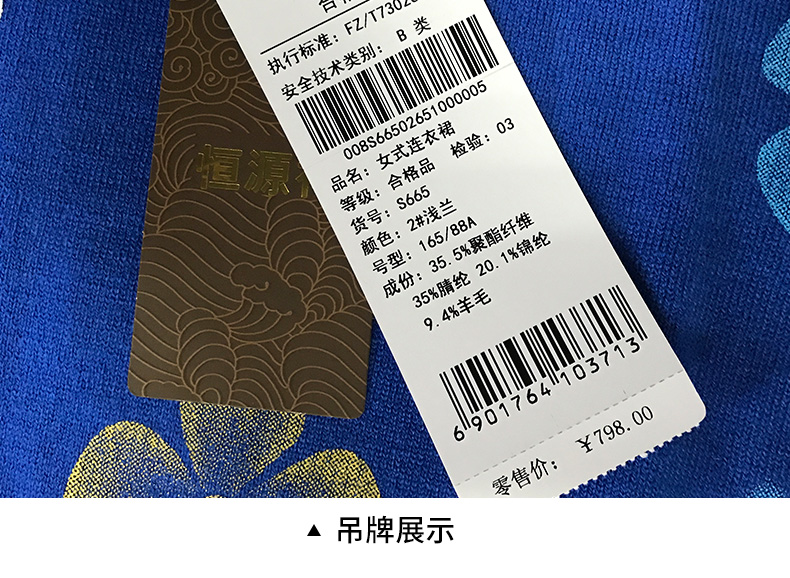 执行标准：FZ/T7302
安全技术类别：B 类
008S66502651000005
品名：女式连衣裙
等级：合格品 检验：03
货号：S665
颜色：2#浅兰
号型：165/88A
成份：35.5%聚酯纤维
35%腈纶 20.1%锦纶
9.4%羊毛
6901764103713
零售价：¥798.00
恒源
▲ 吊牌展示